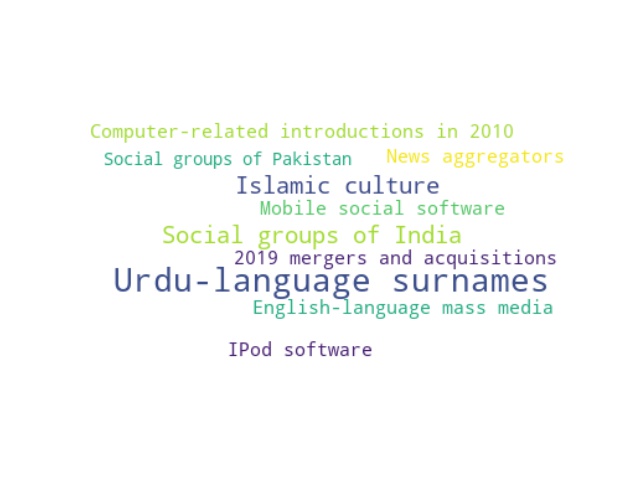 Computer-related introductions in 2010
Social groups of Pakistan
News aggregators
Islamic culture
Mobile social software
Social groups of India
2019 mergers and acquisitions
Urdu-language surnames
English-language mass media
IPod software